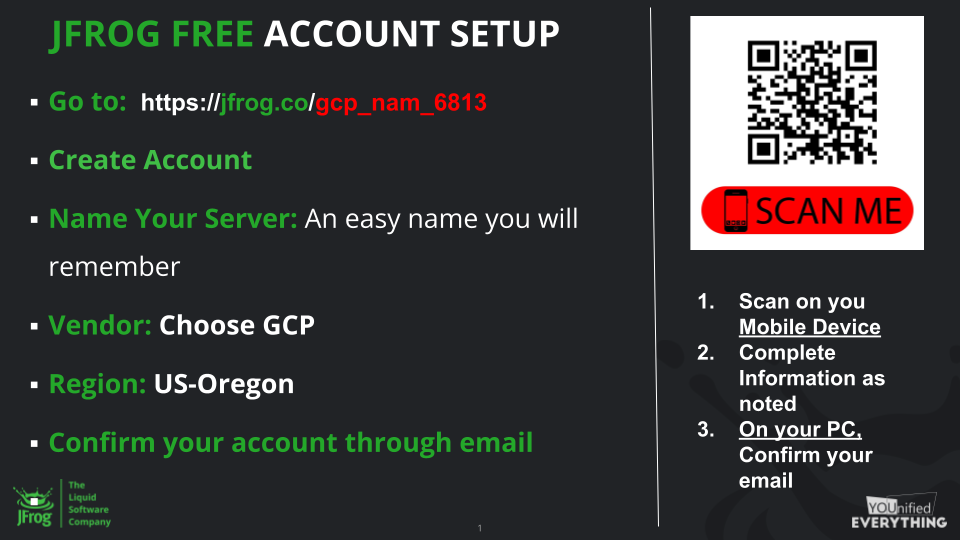 JFROG FREE ACCOUNT SETUP
▪ Go to: https://jfrog.co/gcp_nam_6813
▪ Create Account
▪ Name Your Server: An easy name you will
remember
▪ Vendor: Choose GCP
▪ Region: US-Oregon
▪ Confirm your account through email
JFrog
The
Liquid
Software
Company
1
SCAN ME
1. Scan on you
Mobile Device
2. Complete
Information as
noted
3. On your PC,
Confirm your
email
YOUnified
EVERYTHING